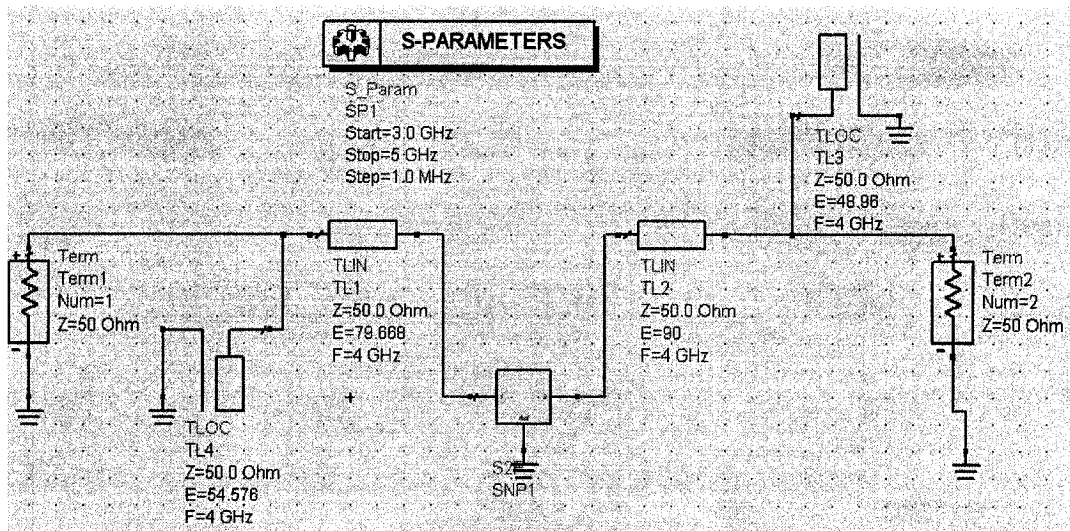 S-PARAMETERS
S_Param
SP1
Start=3.0 GHz
Stop=5 GHz
Step=1.0 MHz
TLOC
TL3
Z=50.0 Ohm
E=48.96
F=4 GHz
Term
Term1
Num=1
Z=50 Ohm
TLIN
TL1
Z=50.0 Ohm
E=79.668
F=4 GHz
TLIN
TL2
Z=50.0 Ohm
E=90
F=4 GHz
Term
Term2
Num=2
Z=50 Ohm
TLOC
TL4
Z=50.0 Ohm
E=54.576
F=4 GHz
Ref
SNP1